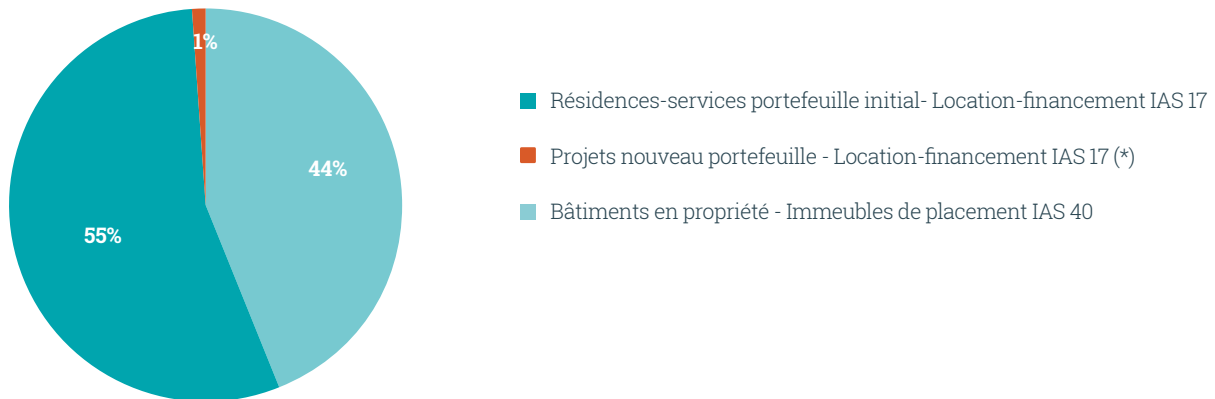 1%
44%
55%
Résidences-services portefeuille initial- Location-financement IAS 17
Projets nouveau portefeuille - Location-financement IAS 17 (*)
Bâtiments en propriété - Immeubles de placement IAS 40